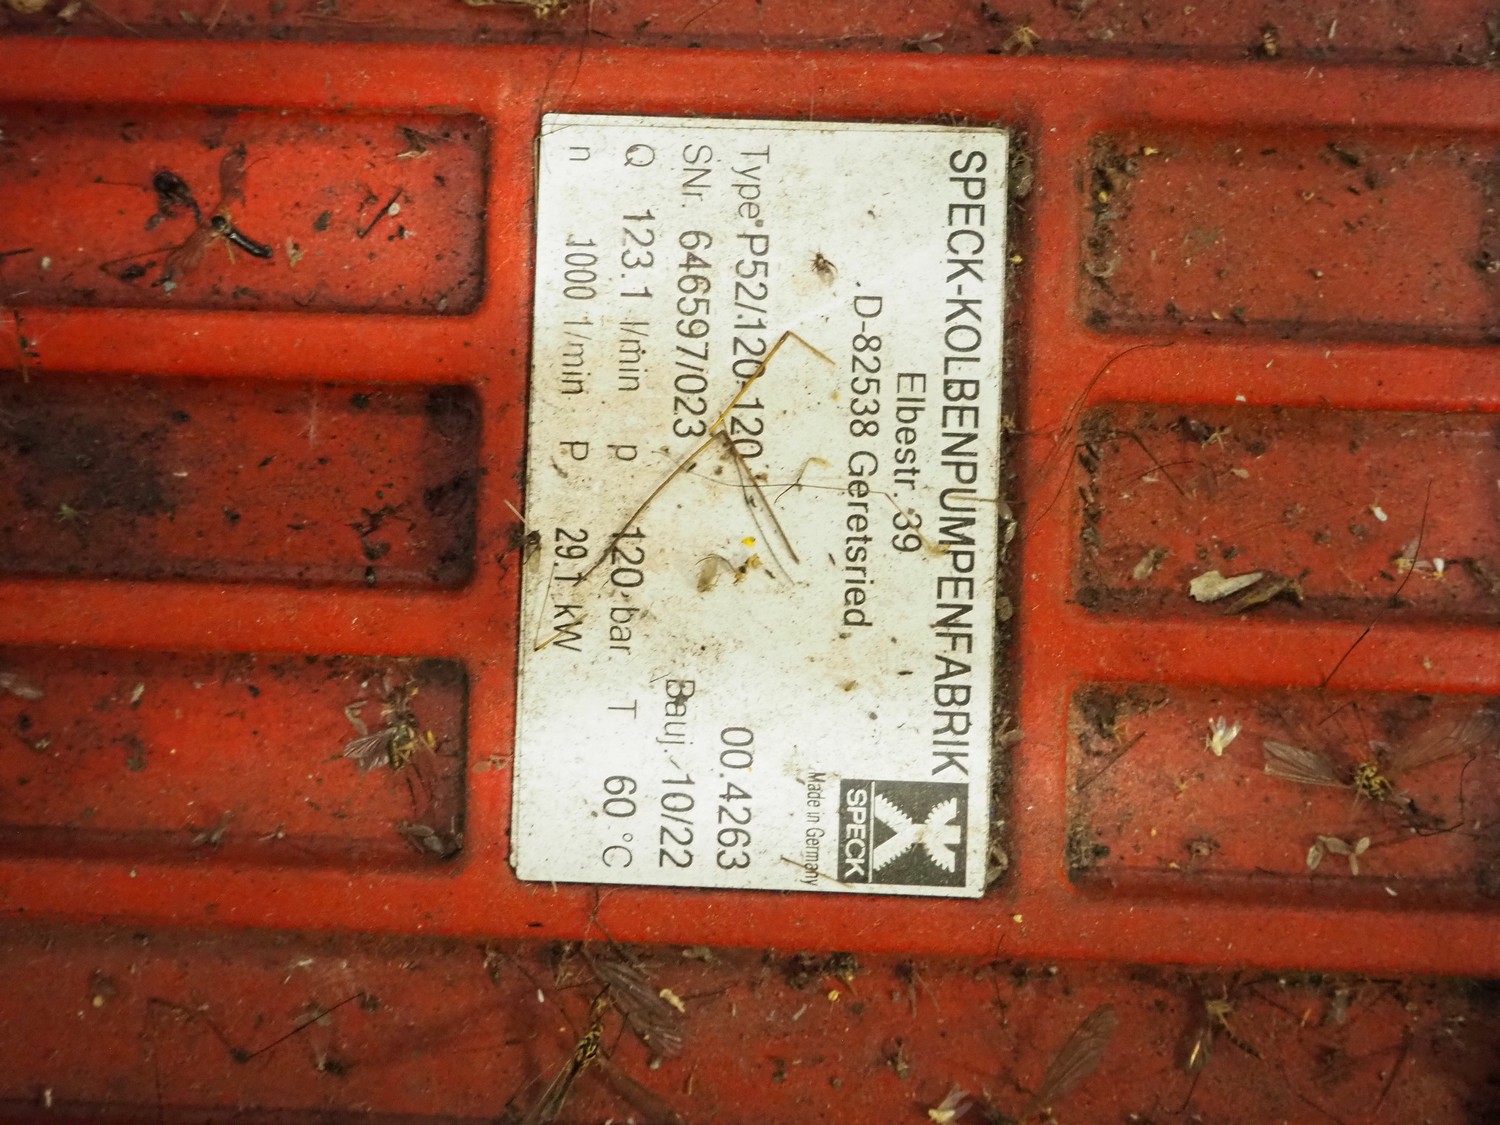 SPECK-KOLBENPUMPENFABRIK
Elbestr. 39
D-82538 Geretsried
SPECK
Made in Germany
Type P52/120-120 00.4263
SNr. 646597/023 Bauj. 10/22
Q 123.1 l/min p 120 bar T 60 °C
n 1000 1/min P 29.1 kW